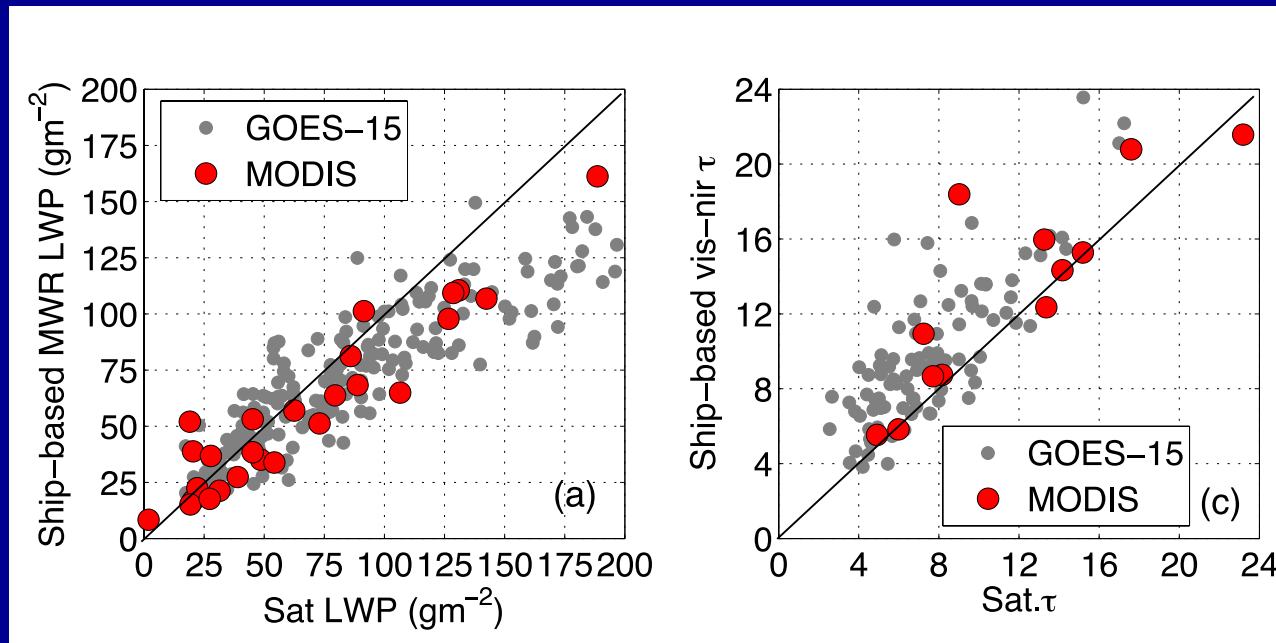 Ship−based MWR LWP (gm−2)
200
175
150
125
100
75
50
25
0
GOES−15
MODIS
(a)
0 25 50 75 100 125 150 175 200
Sat LWP (gm−2)
Ship−based vis−nir τ
24
20
16
12
8
4
0
GOES−15
MODIS
(c)
0 4 8 12 16 20 24
Sat.τ